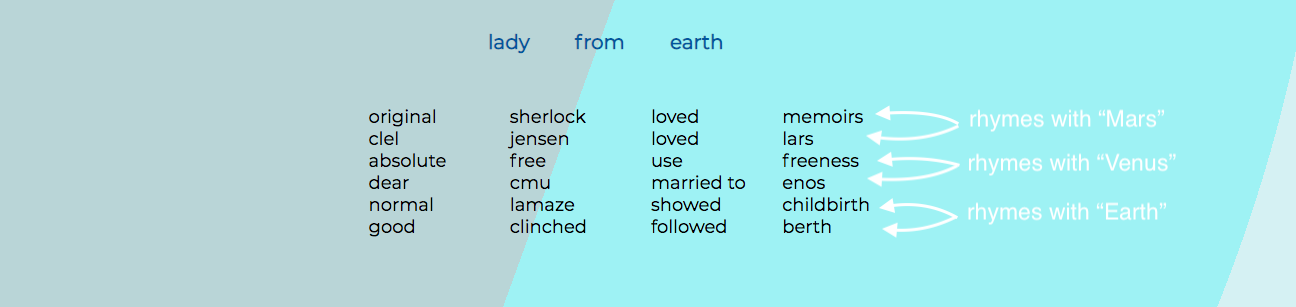 lady from earth
original sherlock loved memoirs
clel jensen loved lars
rhymes with “Mars”
absolute free use freeness
dear cmu married to enos
rhymes with “Venus”
normal lamaze showed childbirth
good clinched followed berth
rhymes with “Earth”